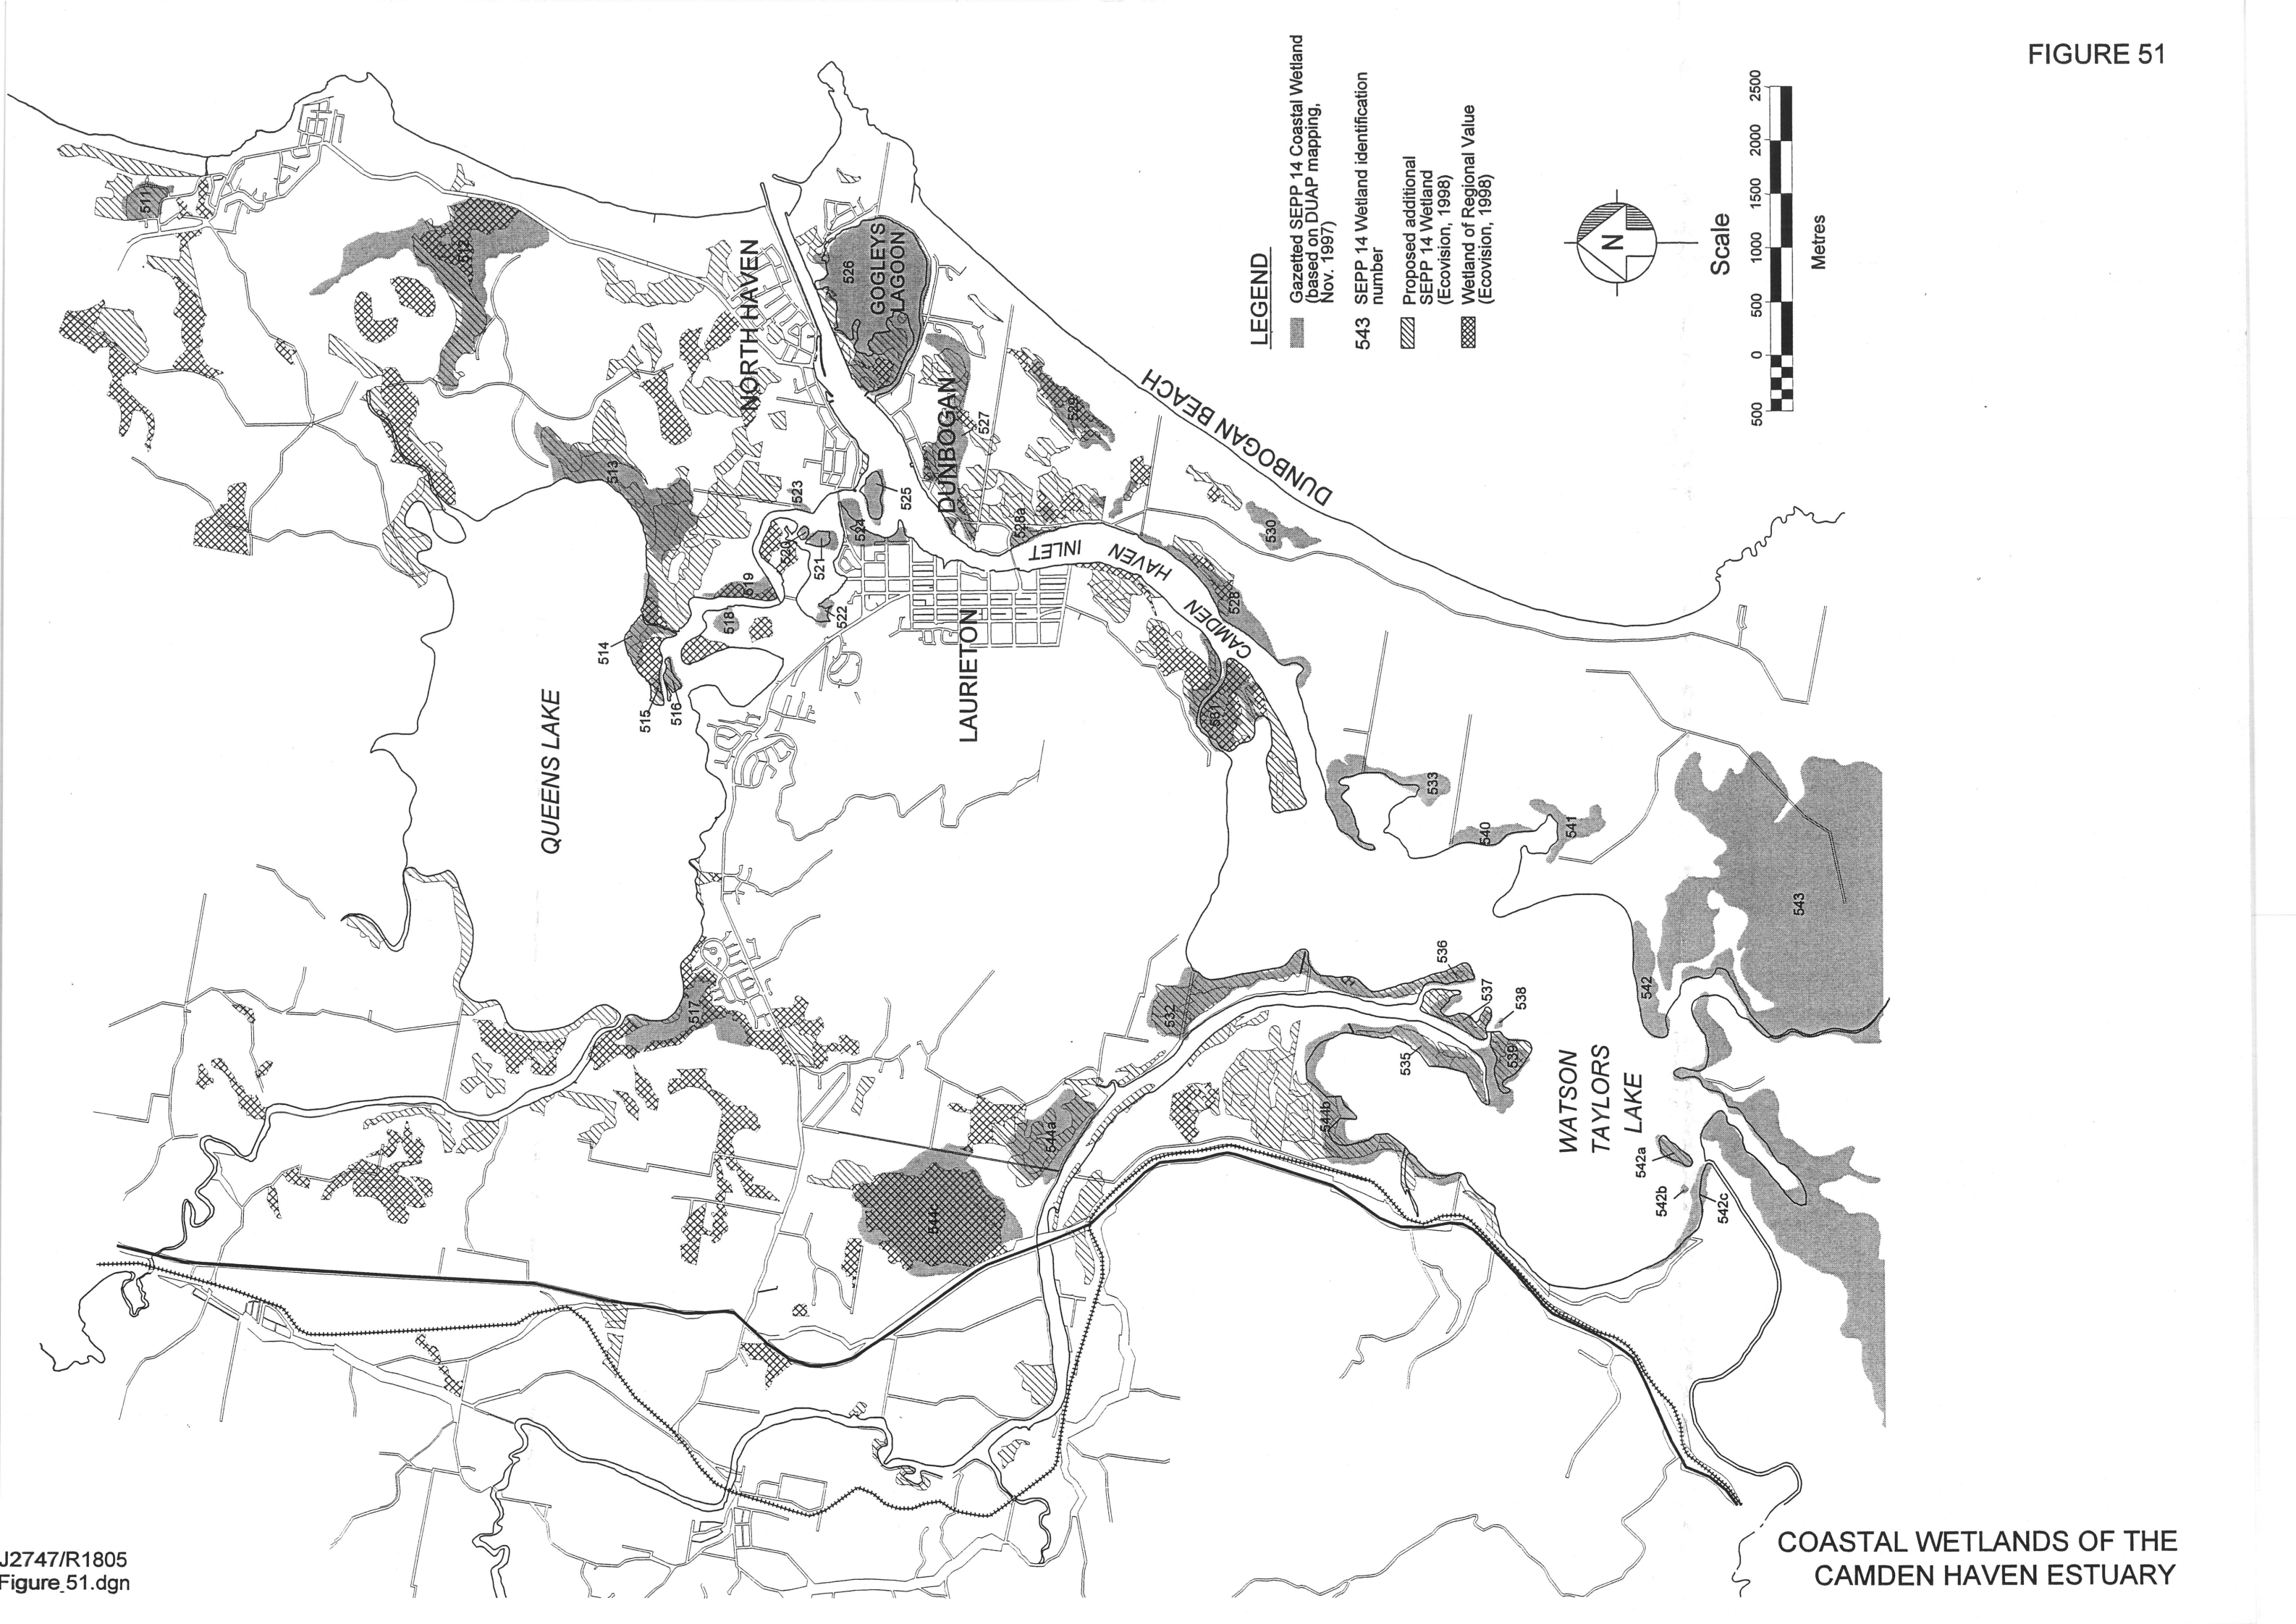 FIGURE 51
LEGEND
Gazetted SEPP 14 Coastal Wetland
(based on DUAP mapping,
Nov. 1997)
543 SEPP 14 Wetland identification
number
Proposed additional
SEPP 14 Wetland
(Ecovision, 1998)
Wetland of Regional Value
(Ecovision, 1998)
N
Scale
500 0 500 1000 1500 2000 2500
Metres
511
512
NORTH HAVEN
526
GOGLEYS
LAGOON
DUNBOGAN
527
529
DUNBOGAN BEACH
513
523
525
524
520
521
522
519
518
514
515
516
528a
530
CAMDEN HAVEN INLET
528
LAURIETON
QUEENS LAKE
531
533
540
541
543
517
532
536
537
538
539
535
542
WATSON
TAYLORS
LAKE
544a
544b
544c
542a
542b
542c
J2747/R1805
Figure_51.dgn
COASTAL WETLANDS OF THE
CAMDEN HAVEN ESTUARY